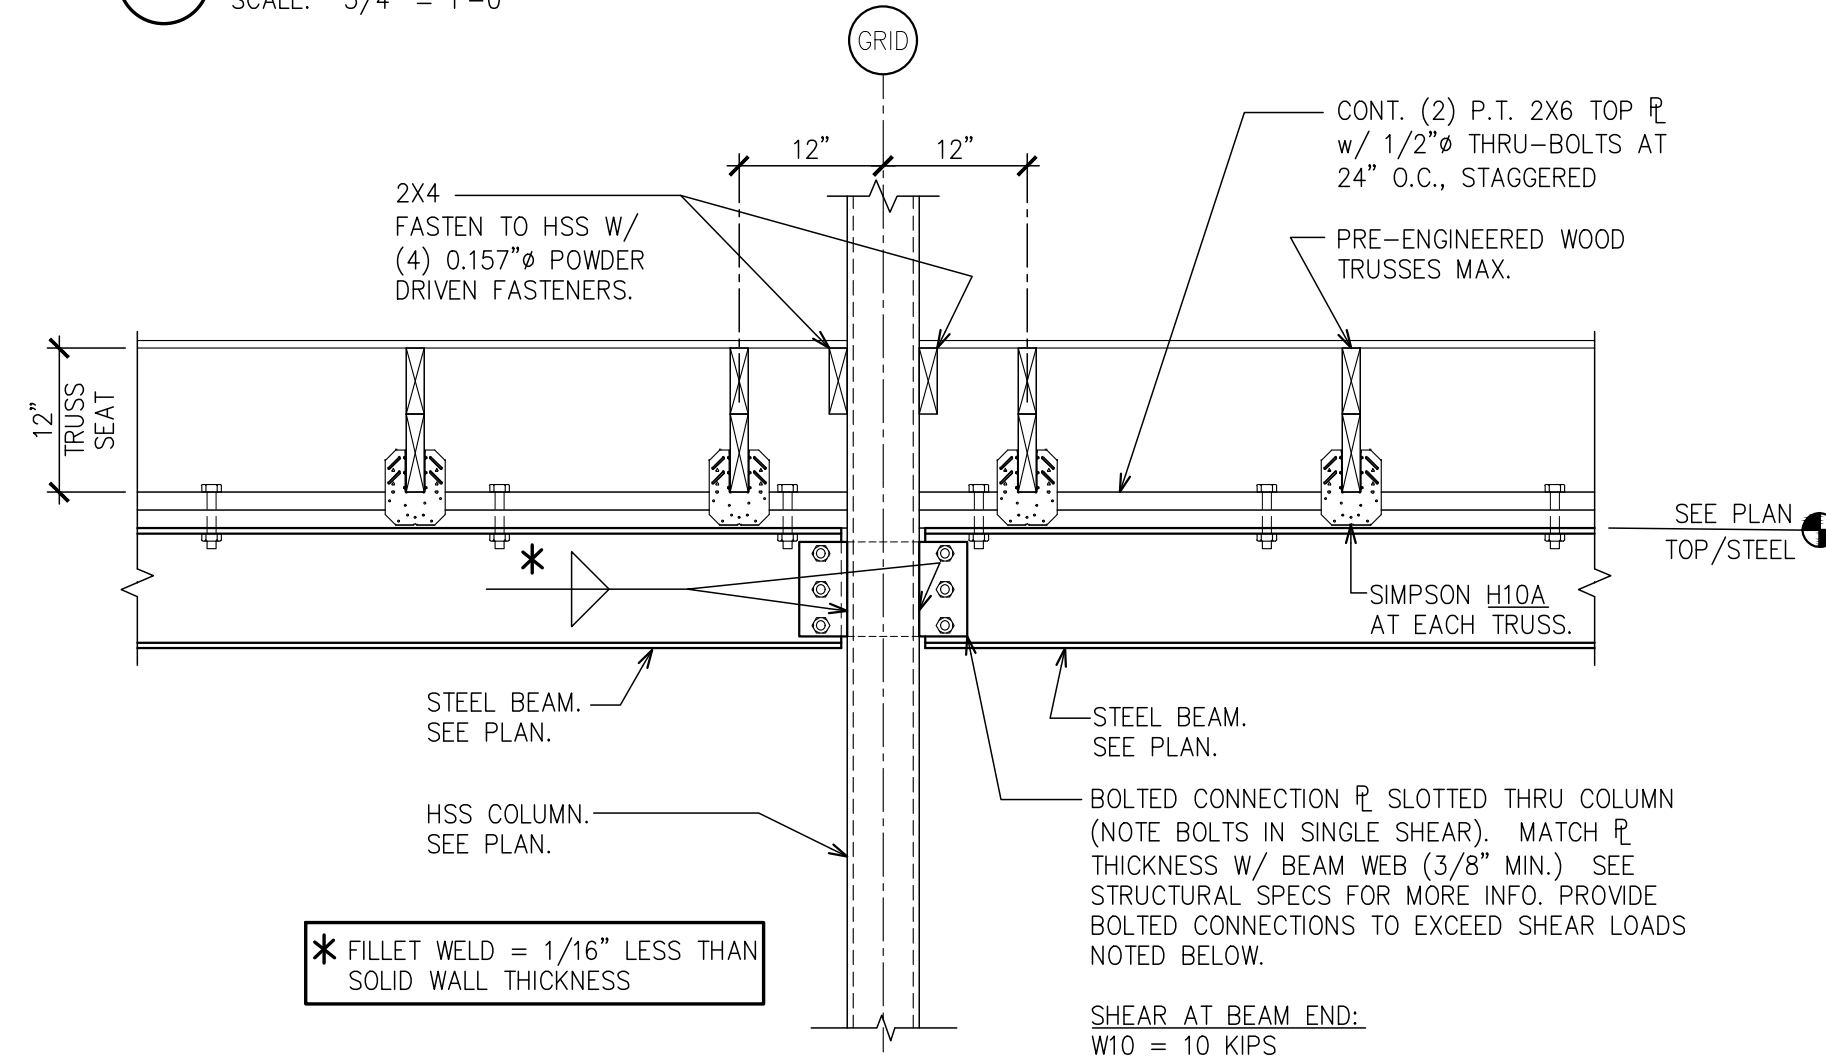 SCALE: 3/4" = 1'-0"
GRID
12" 12"
CONT. (2) P.T. 2X6 TOP PL
w/ 1/2"ø THRU-BOLTS AT
24" O.C., STAGGERED
2X4
FASTEN TO HSS W/
(4) 0.157"ø POWDER
DRIVEN FASTENERS.
PRE-ENGINEERED WOOD
TRUSSES MAX.
12"
TRUSS
SEAT
SEE PLAN
TOP/STEEL
SIMPSON H10A
AT EACH TRUSS.
STEEL BEAM.
SEE PLAN.
STEEL BEAM.
SEE PLAN.
HSS COLUMN.
SEE PLAN.
BOLTED CONNECTION PL SLOTTED THRU COLUMN
(NOTE BOLTS IN SINGLE SHEAR). MATCH PL
THICKNESS W/ BEAM WEB (3/8" MIN.) SEE
STRUCTURAL SPECS FOR MORE INFO. PROVIDE
BOLTED CONNECTIONS TO EXCEED SHEAR LOADS
NOTED BELOW.
* FILLET WELD = 1/16" LESS THAN
SOLID WALL THICKNESS
SHEAR AT BEAM END:
W10 = 10 KIPS